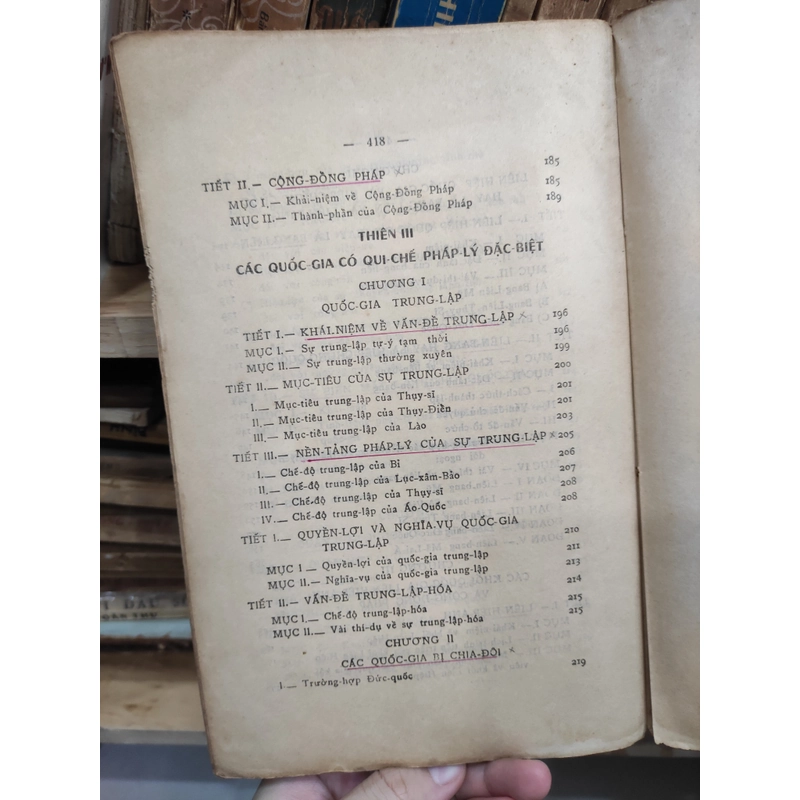 — 418 —
TIẾT II.— CỘNG-ĐỒNG PHÁP 185
MỤC I.— Khái-niệm về Cộng-Đồng Pháp 185
MỤC II.— Thành-phần của Cộng-Đồng Pháp 189
THIÊN III
CÁC QUỐC-GIA CÓ QUI-CHẾ PHÁP-LÝ ĐẶC-BIỆT
CHƯƠNG I
QUỐC-GIA TRUNG-LẬP
TIẾT I.— KHÁI-NIỆM VỀ VẤN-ĐỀ TRUNG-LẬP × 196
MỤC I.— Sự trung-lập tự-ý tạm thời 196
MỤC II.— Sự trung-lập thường xuyên 199
TIẾT II.— MỤC-TIÊU CỦA SỰ TRUNG-LẬP 200
I.— Mục-tiêu trung-lập của Thụy-sĩ 201
II.— Mục-tiêu trung-lập của Thụy-Điển 201
III.— Mục-tiêu trung-lập của Lào 203
TIẾT III.— NỀN-TẢNG PHÁP-LÝ CỦA SỰ TRUNG-LẬP × 205
I.— Chế-độ trung-lập của Bỉ 206
II.— Chế-độ trung-lập của Lục-xâm-Bảo 207
III.— Chế-độ trung-lập của Thụy-sĩ 208
IV.— Chế-độ trung-lập của Áo-Quốc 208
TIẾT I.— QUYỀN-LỢI VÀ NGHĨA-VỤ QUỐC-GIA
TRUNG-LẬP 210
MỤC I — Quyền-lợi của quốc-gia trung-lập 211
MỤC II.— Nghĩa-vụ của quốc-gia trung-lập 213
TIẾT II.— VẤN-ĐỀ TRUNG-LẬP-HÓA 214
MỤC I.— Chế-độ trung-lập-hóa 215
MỤC II.— Vài thí-dụ về sự trung-lập-hóa 215
CHƯƠNG II
CÁC QUỐC-GIA BỊ CHIA-ĐÔI ×
I.— Trường-hợp Đức-quốc 219